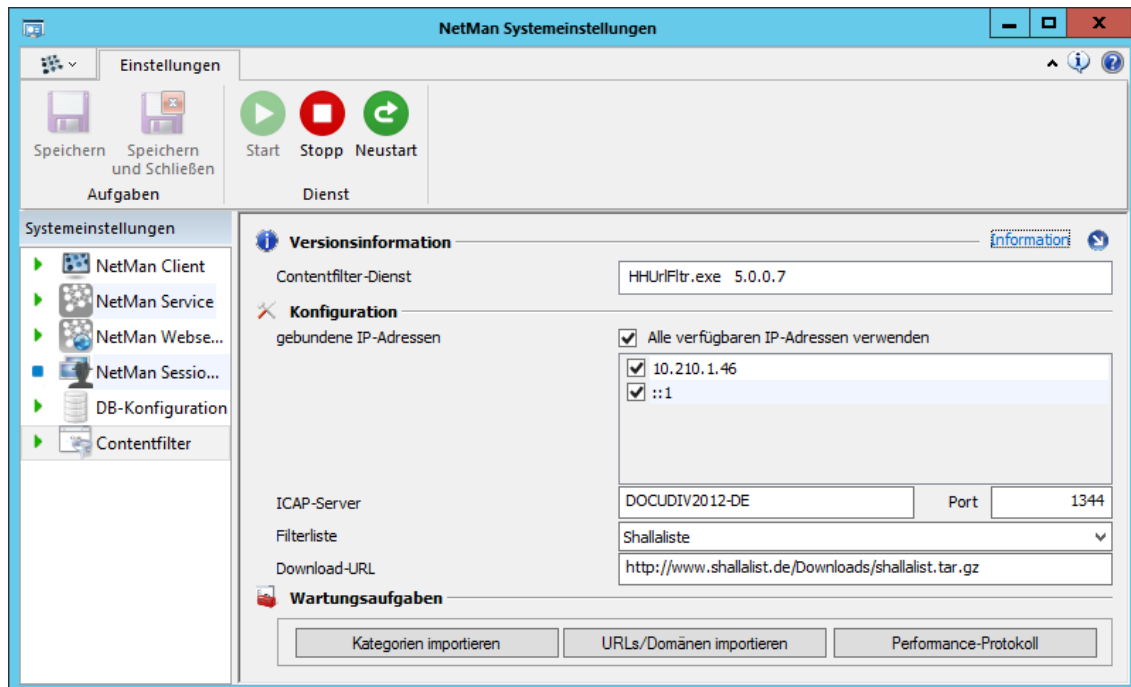 NetMan Systemeinstellungen
Einstellungen
Speichern
Speichern und Schließen
Start
Stopp
Neustart
Aufgaben
Dienst
Systemeinstellungen
NetMan Client
NetMan Service
NetMan Webse...
NetMan Sessio...
DB-Konfiguration
Contentfilter
Versionsinformation
Information
Contentfilter-Dienst
HHUrlFltr.exe 5.0.0.7
Konfiguration
gebundene IP-Adressen
Alle verfügbaren IP-Adressen verwenden
10.210.1.46
::1
ICAP-Server
DOCUDIV2012-DE
Port
1344
Filterliste
Shallaliste
Download-URL
http://www.shallalist.de/Downloads/shallalist.tar.gz
Wartungsaufgaben
Kategorien importieren
URLs/Domänen importieren
Performance-Protokoll